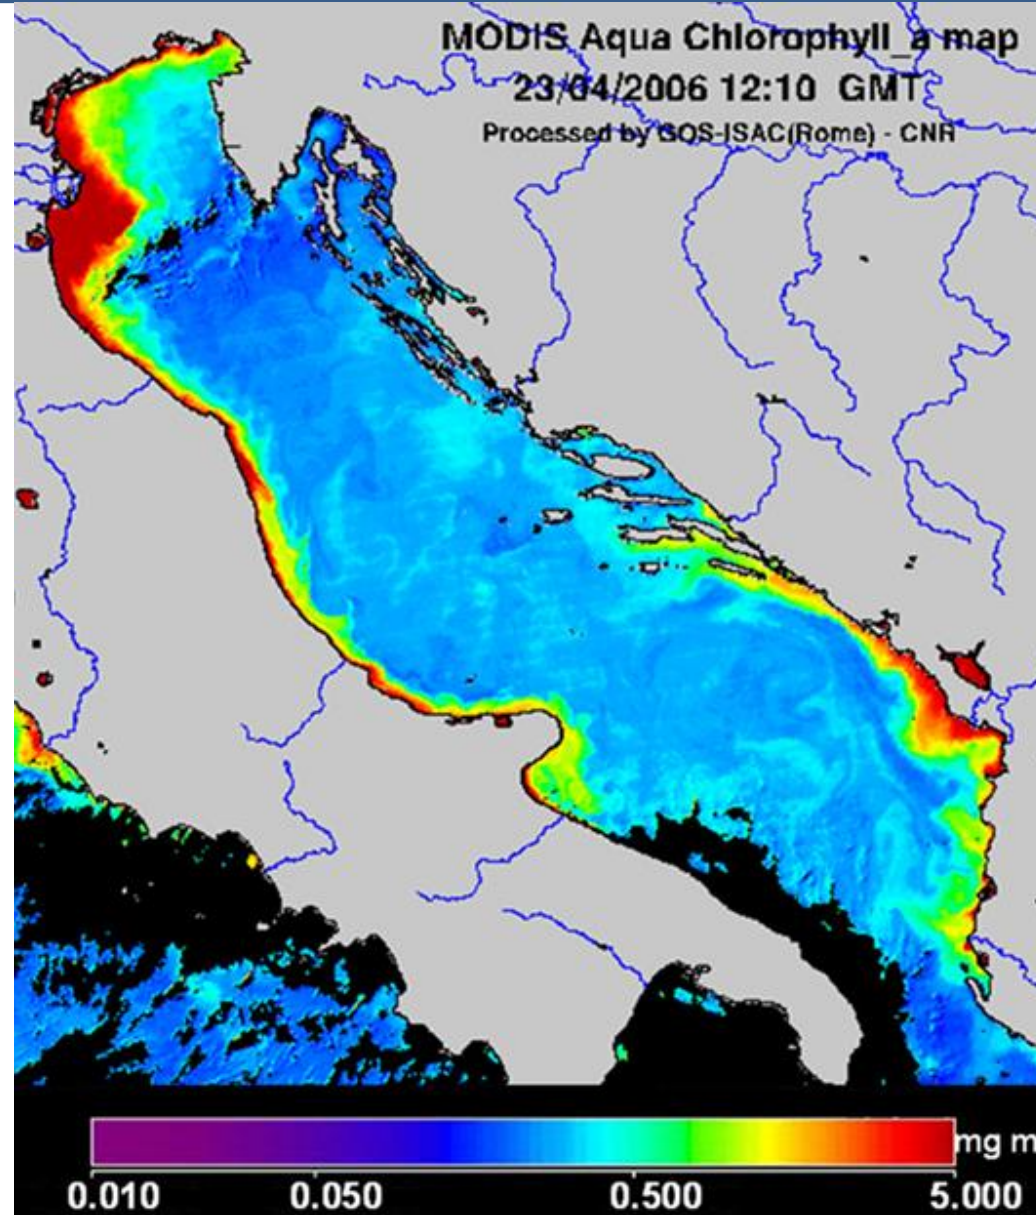 MODIS Aqua Chlorophyll_a map
23/04/2006 12:10 GMT
Processed by GOS-ISAC(Rome) - CNR
mg m
0.010 0.050 0.500 5.000